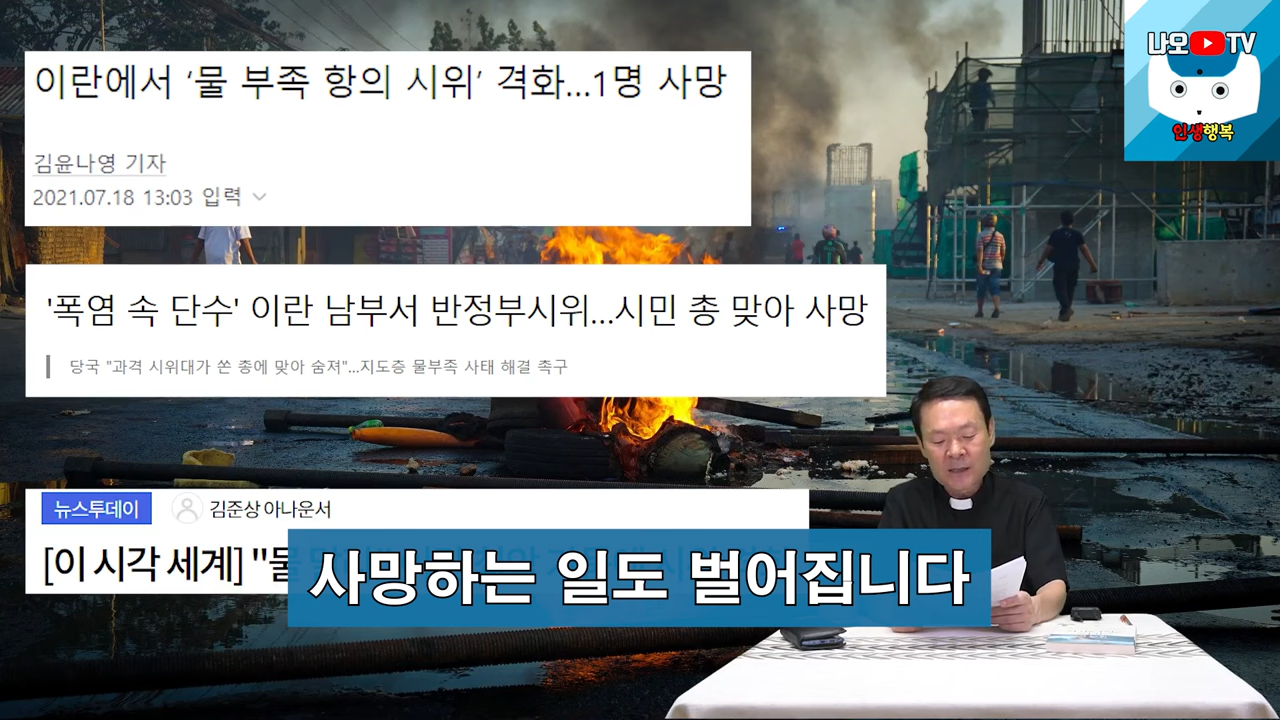 나오 TV
인생행복
이란에서 ‘물 부족 항의 시위’ 격화...1명 사망
김윤나영 기자
2021.07.18 13:03 입력
'폭염 속 단수' 이란 남부서 반정부시위...시민 총 맞아 사망
당국 "과격 시위대가 쏜 총에 맞아 숨져"...지도층 물부족 사태 해결 촉구
뉴스투데이 김준상 아나운서
[이 시각 세계] "물
사망하는 일도 벌어집니다